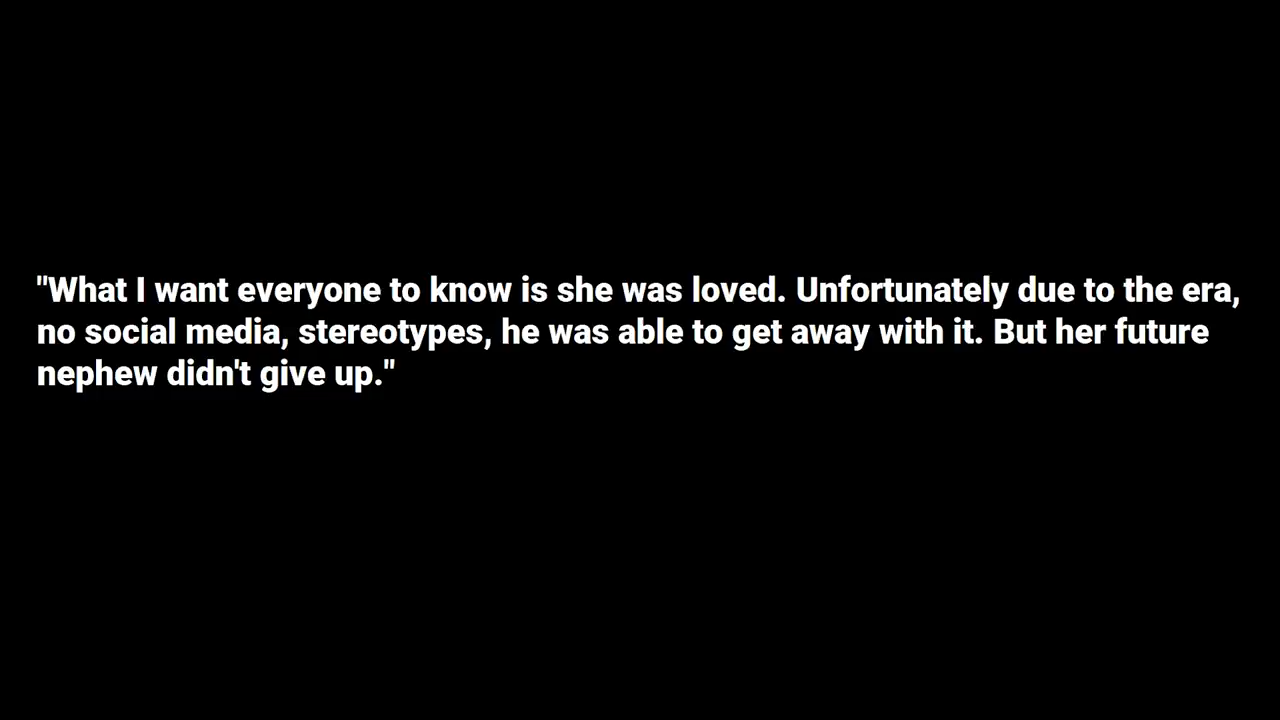 "What I want everyone to know is she was loved. Unfortunately due to the era,
no social media, stereotypes, he was able to get away with it. But her future
nephew didn't give up."